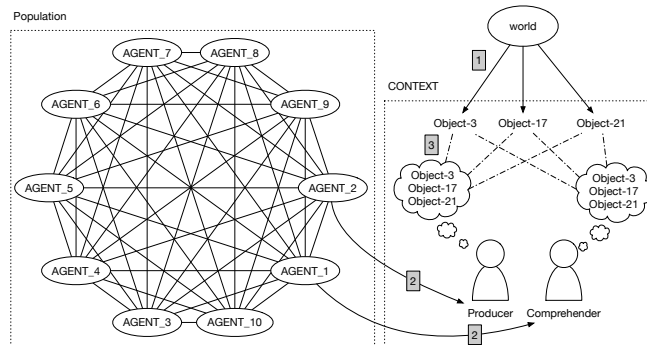 Population
AGENT_7
AGENT_8
AGENT_6
AGENT_9
AGENT_5
AGENT_2
AGENT_4
AGENT_1
AGENT_3
AGENT_10
world
1
CONTEXT
Object-3
Object-17
Object-21
3
Object-3
Object-17
Object-21
Object-3
Object-17
Object-21
2
Producer
Comprehender
2